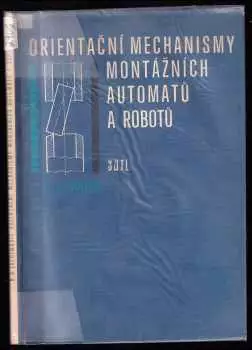 ORIENTAČNÍ MECHANISMY
MONTÁŽNÍCH
AUTOMATŮ
A ROBOTŮ
SNTL